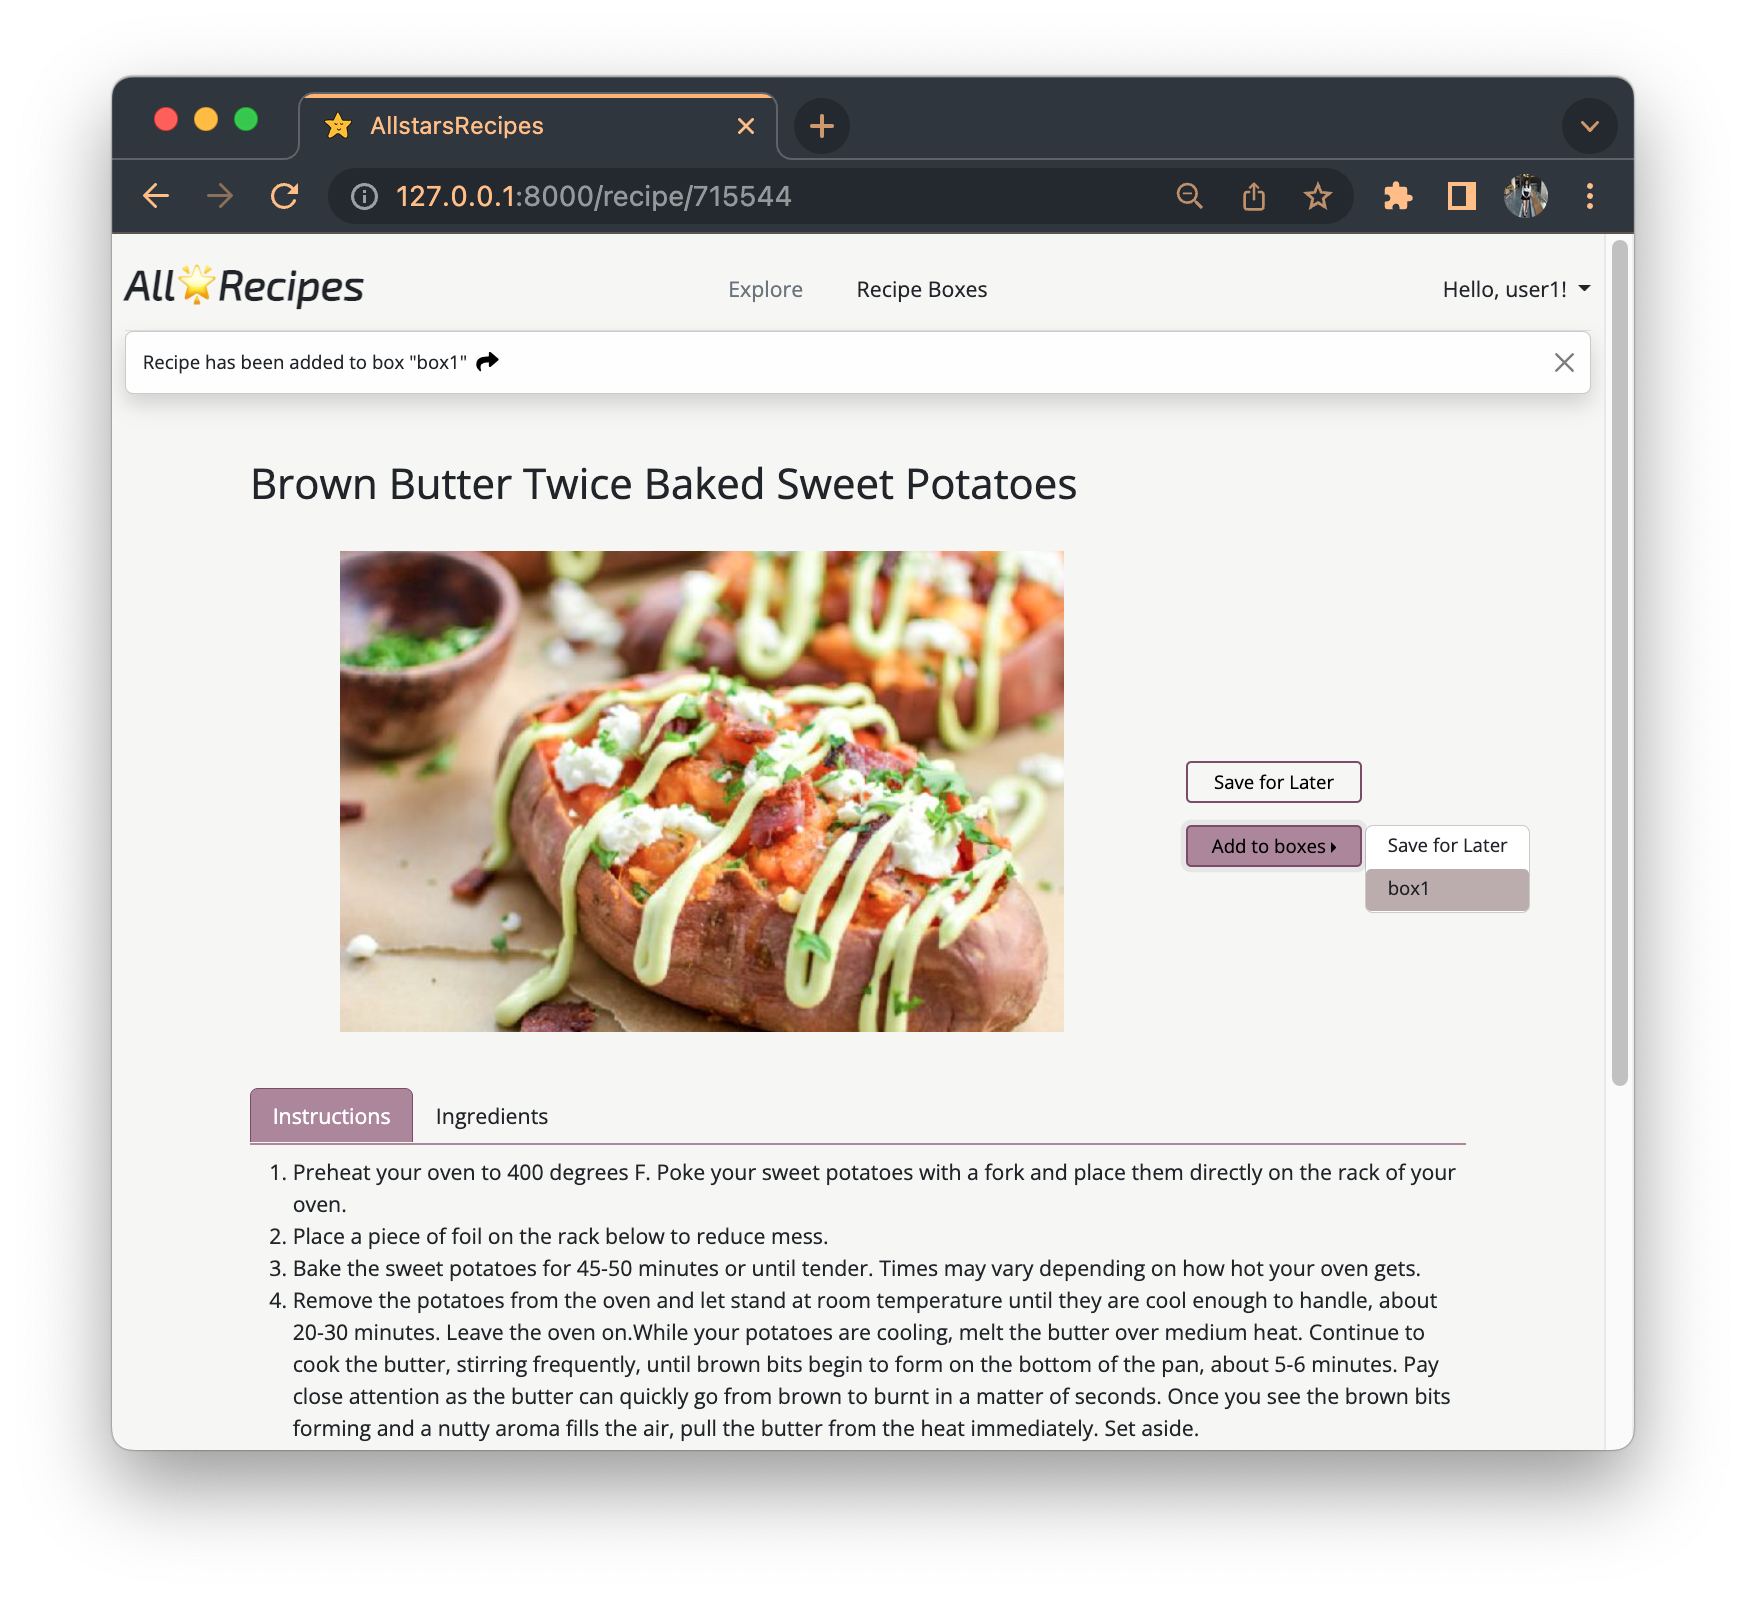 AllstarsRecipes
127.0.0.1:8000/recipe/715544
All🌟Recipes
Explore
Recipe Boxes
Hello, user1!
Recipe has been added to box "box1"
Brown Butter Twice Baked Sweet Potatoes
Save for Later
Add to boxes
Save for Later
box1
Instructions
Ingredients
1. Preheat your oven to 400 degrees F. Poke your sweet potatoes with a fork and place them directly on the rack of your
oven.
2. Place a piece of foil on the rack below to reduce mess.
3. Bake the sweet potatoes for 45-50 minutes or until tender. Times may vary depending on how hot your oven gets.
4. Remove the potatoes from the oven and let stand at room temperature until they are cool enough to handle, about
20-30 minutes. Leave the oven on.While your potatoes are cooling, melt the butter over medium heat. Continue to
cook the butter, stirring frequently, until brown bits begin to form on the bottom of the pan, about 5-6 minutes. Pay
close attention as the butter can quickly go from brown to burnt in a matter of seconds. Once you see the brown bits
forming and a nutty aroma fills the air, pull the butter from the heat immediately. Set aside.